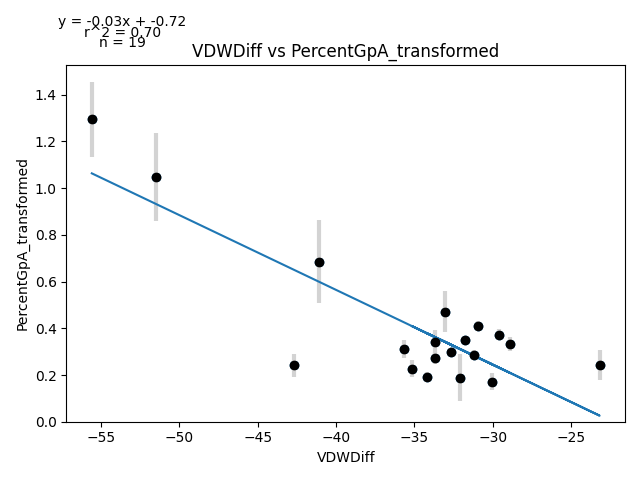 y = -0.03x + -0.72
r^2 = 0.70
n = 19
VDWDiff vs PercentGpA_transformed
1.4
1.2
1.0
0.8
0.6
0.4
0.2
0.0
PercentGpA_transformed
−55
−50
−45
−40
−35
−30
−25
VDWDiff